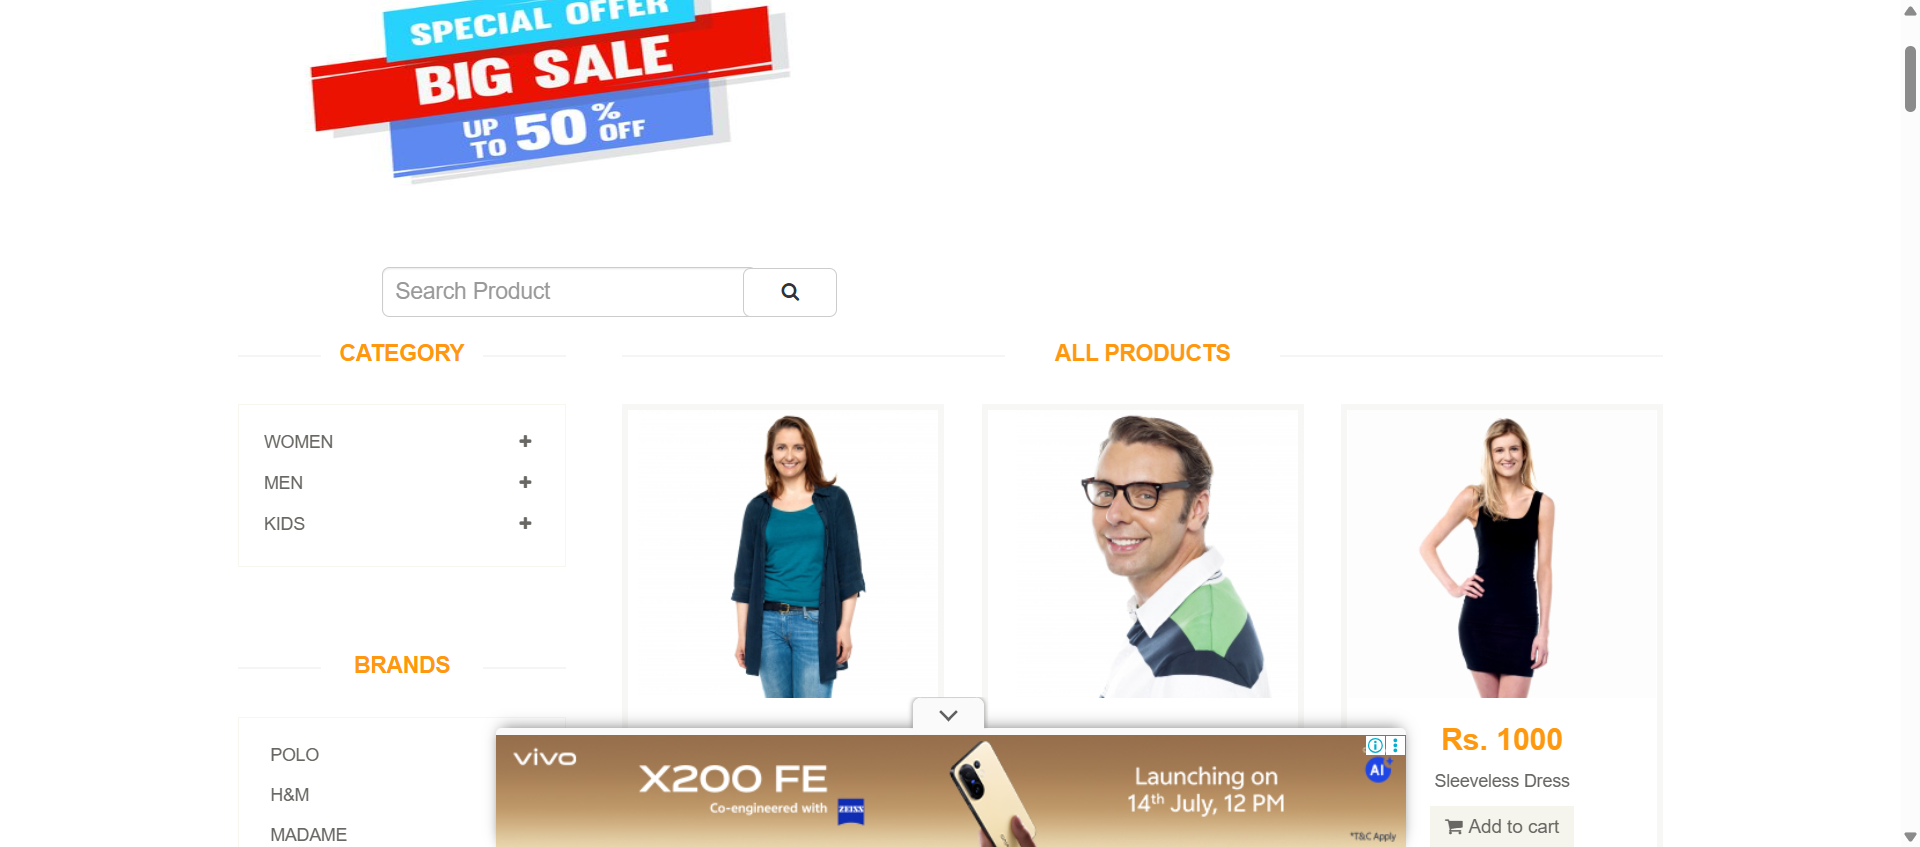 SPECIAL OFFER
BIG SALE
UP TO 50% OFF
Search Product
CATEGORY
WOMEN
MEN
KIDS
BRANDS
POLO
H&M
MADAME
ALL PRODUCTS
Rs. 1000
Sleeveless Dress
Add to cart
vivo
X200 FE
Co-engineered with
ZEISS
Launching on
14th July, 12 PM
AI
*T&C Apply